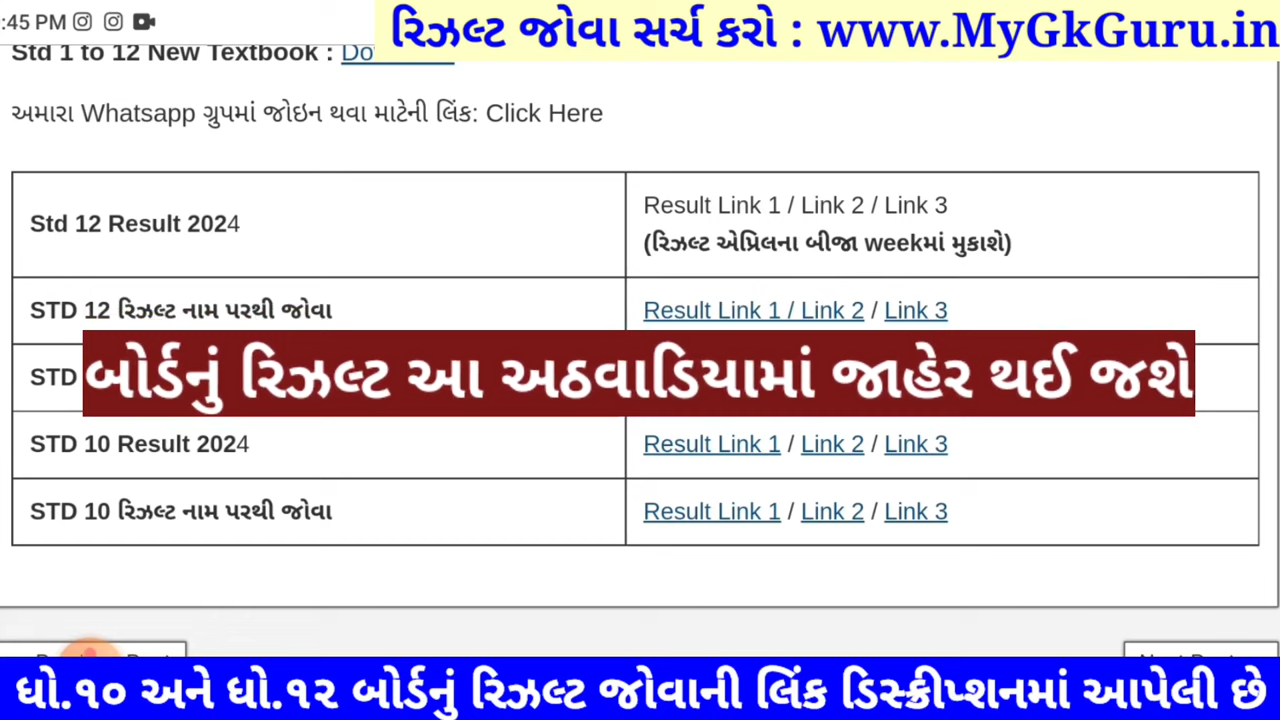 :45 PM
રિઝલ્ટ જોવા સર્ચ કરો : www.MyGkGuru.in
Std 1 to 12 New Textbook :
અમારા Whatsapp ગ્રુપમાં જોઇન થવા માટેની લિંક: Click Here
Std 12 Result 2024
Result Link 1 / Link 2 / Link 3
(રિઝલ્ટ એપ્રિલના બીજા weekમાં મુકાશે)
STD 12 રિઝલ્ટ નામ પરથી જોવા
Result Link 1 / Link 2 / Link 3
STD
બોર્ડનું રિઝલ્ટ આ અઠવાડિયામાં જાહેર થઈ જશે
STD 10 Result 2024
Result Link 1 / Link 2 / Link 3
STD 10 રિઝલ્ટ નામ પરથી જોવા
Result Link 1 / Link 2 / Link 3
ધો.૧૦ અને ધો.૧૨ બોર્ડનું રિઝલ્ટ જોવાની લિંક ડિસ્ક્રીપ્શનમાં આપેલી છે